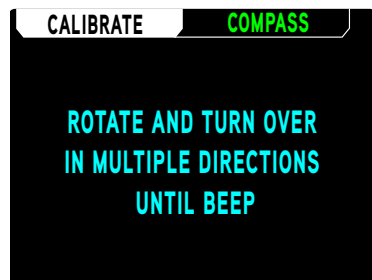 CALIBRATE COMPASS
ROTATE AND TURN OVER
IN MULTIPLE DIRECTIONS
UNTIL BEEP